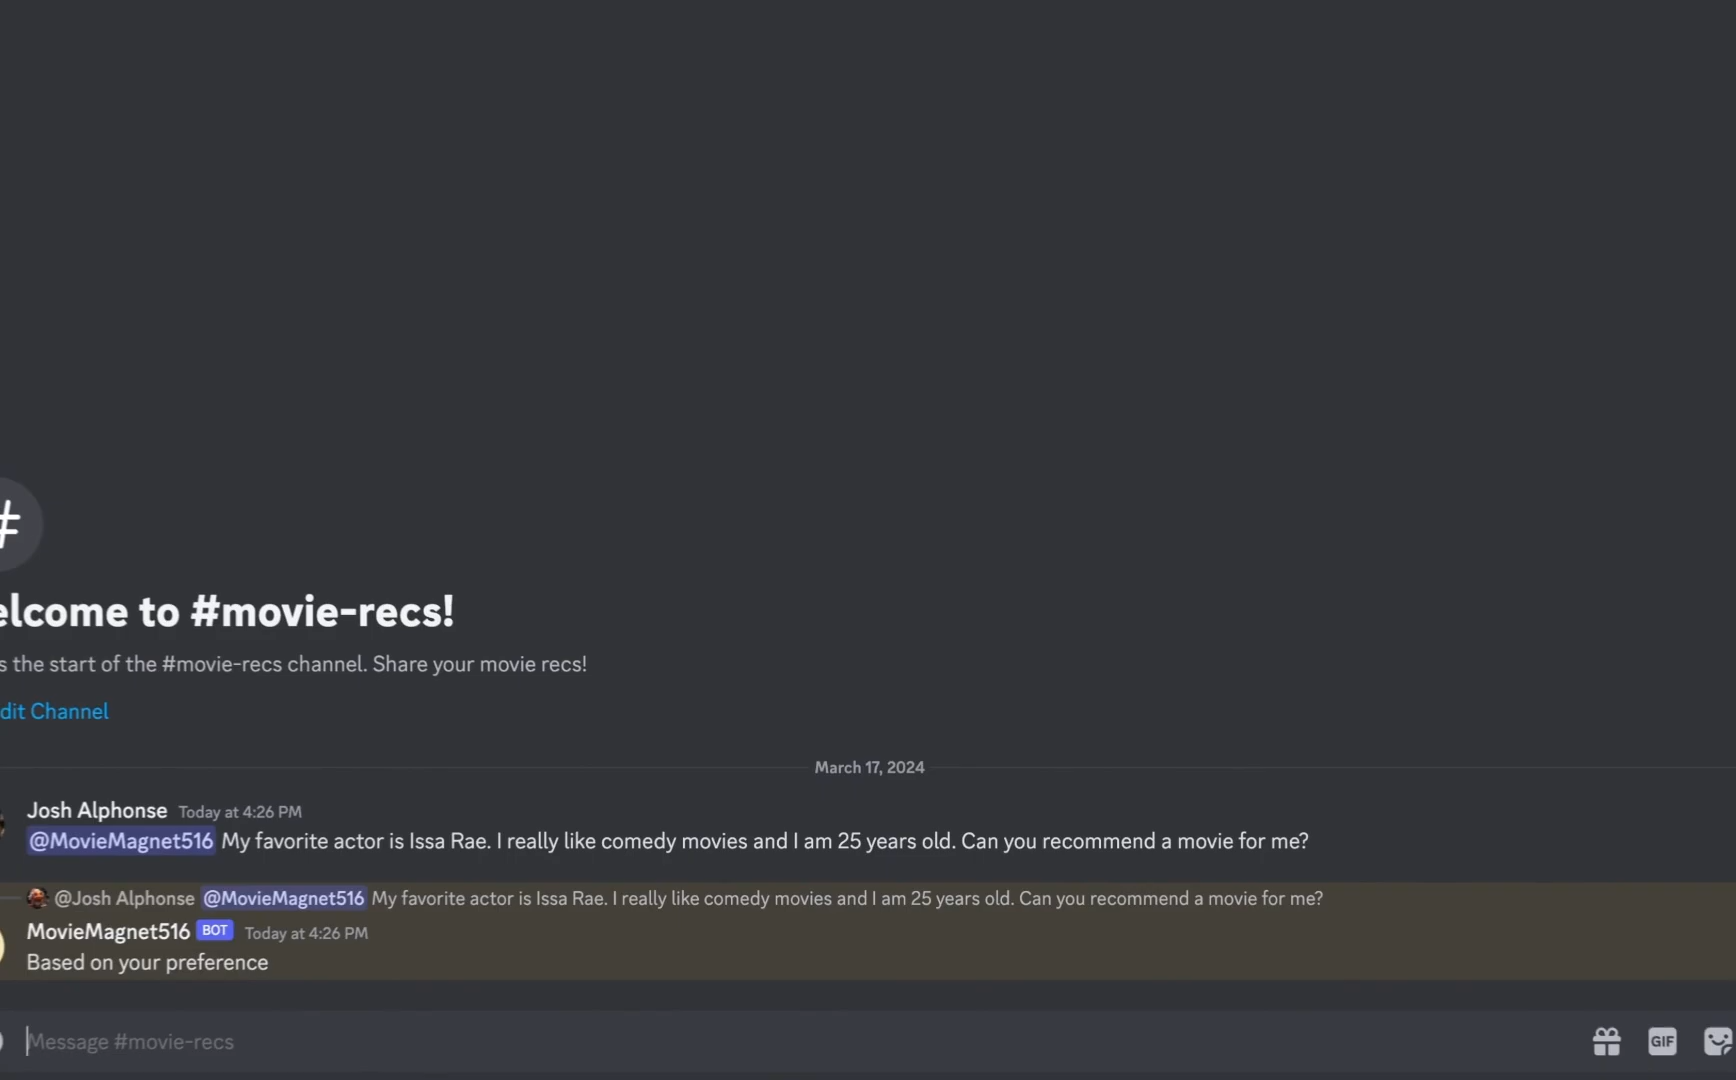 #
elcome to #movie-recs!
s the start of the #movie-recs channel. Share your movie recs!
dit Channel
March 17, 2024
Josh Alphonse Today at 4:26 PM
@MovieMagnet516 My favorite actor is Issa Rae. I really like comedy movies and I am 25 years old. Can you recommend a movie for me?
@Josh Alphonse @MovieMagnet516 My favorite actor is Issa Rae. I really like comedy movies and I am 25 years old. Can you recommend a movie for me?
MovieMagnet516 BOT Today at 4:26 PM
Based on your preference
Message #movie-recs GIF